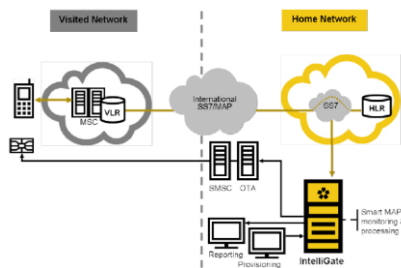 Visited Network
Home Network
International
SS7/MAP
SS7
HLR
MSC
VLR
SMSC
OTA
Smart MAP
monitoring
processing
Reporting
Provisioning
IntelliGate